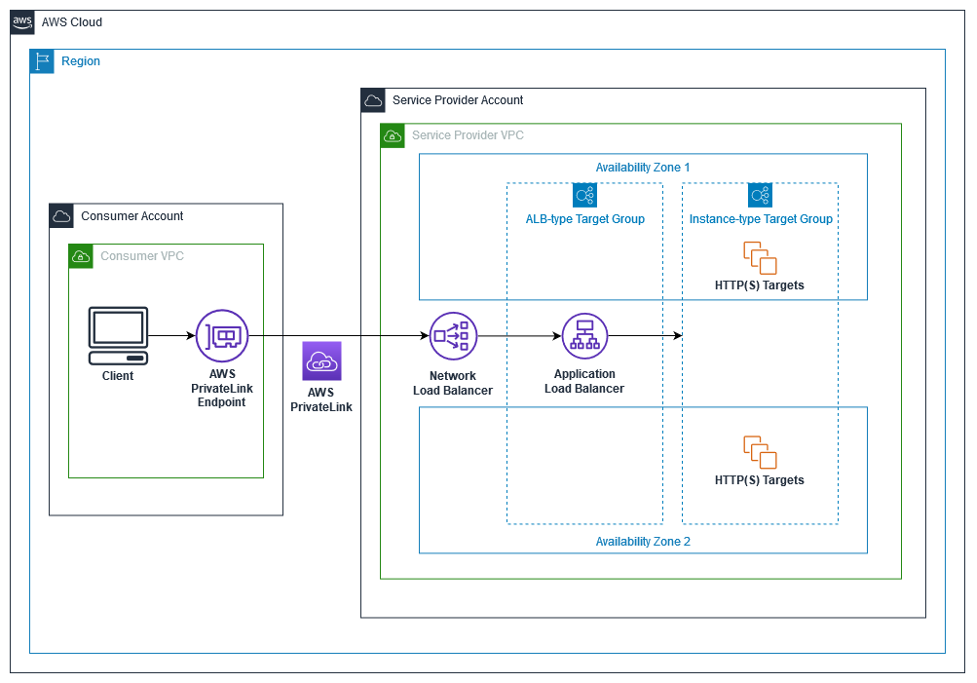 aws
AWS Cloud
Region
Service Provider Account
Service Provider VPC
Availability Zone 1
ALB-type Target Group
Instance-type Target Group
HTTP(S) Targets
Consumer Account
Consumer VPC
Client
AWS
PrivateLink
Endpoint
AWS
PrivateLink
Network
Load Balancer
Application
Load Balancer
HTTP(S) Targets
Availability Zone 2